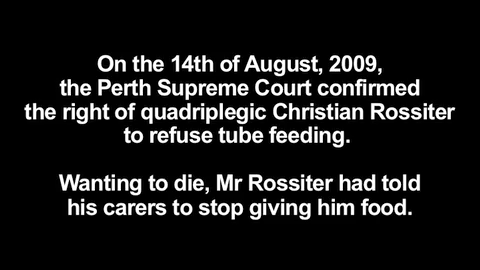 On the 14th of August, 2009,
the Perth Supreme Court confirmed
the right of quadriplegic Christian Rossiter
to refuse tube feeding.
Wanting to die, Mr Rossiter had told
his carers to stop giving him food.